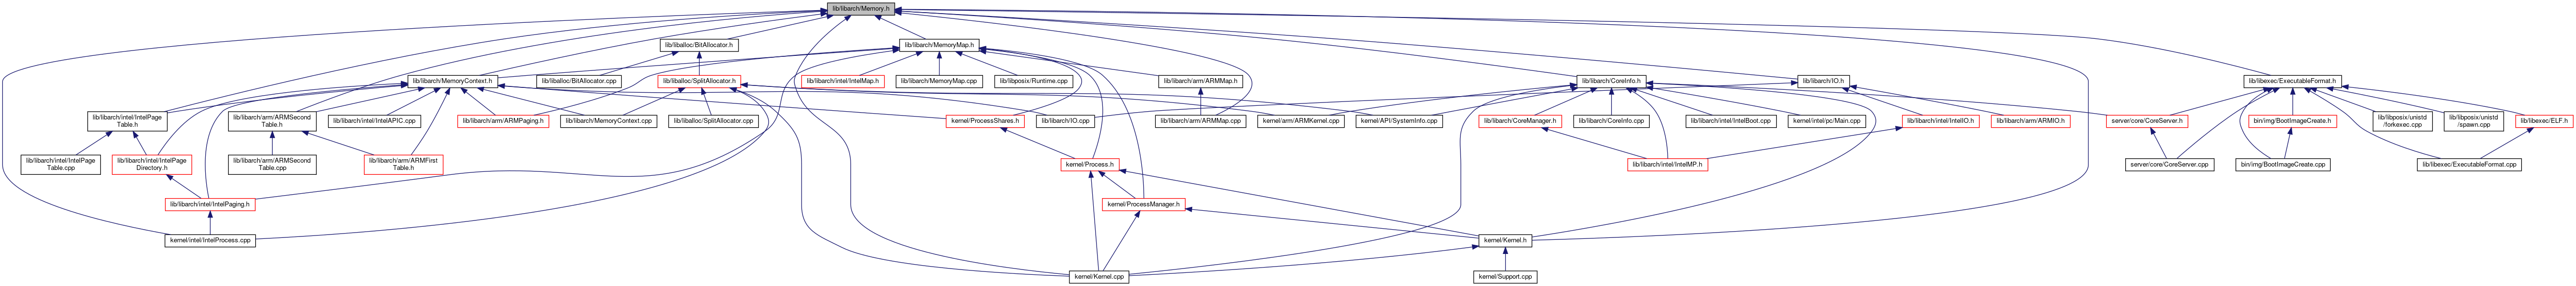 lib/libarch/Memory.h
lib/liballoc/BitAllocator.h
lib/libarch/MemoryMap.h
lib/libarch/MemoryContext.h
lib/liballoc/BitAllocator.cpp
lib/liballoc/SplitAllocator.h
lib/libarch/intel/IntelMap.h
lib/libarch/MemoryMap.cpp
lib/libposix/Runtime.cpp
lib/libarch/arm/ARMMap.h
lib/libarch/CoreInfo.h
lib/libarch/IO.h
lib/libexec/ExecutableFormat.h
lib/libarch/intel/IntelPage
Table.h
lib/libarch/arm/ARMSecond
Table.h
lib/libarch/intel/IntelAPIC.cpp
lib/libarch/arm/ARMPaging.h
lib/libarch/MemoryContext.cpp
lib/liballoc/SplitAllocator.cpp
kernel/ProcessShares.h
lib/libarch/IO.cpp
lib/libarch/arm/ARMMap.cpp
kernel/arm/ARMKernel.cpp
kernel/API/SystemInfo.cpp
lib/libarch/CoreManager.h
lib/libarch/CoreInfo.cpp
lib/libarch/intel/IntelBoot.cpp
kernel/intel/pc/Main.cpp
lib/libarch/intel/IntelIO.h
lib/libarch/arm/ARMIO.h
server/core/CoreServer.h
bin/img/BootImageCreate.h
lib/libposix/unistd
/forkexec.cpp
lib/libposix/unistd
/spawn.cpp
lib/libexec/ELF.h
lib/libarch/intel/IntelPage
Table.cpp
lib/libarch/intel/IntelPage
Directory.h
lib/libarch/arm/ARMSecond
Table.cpp
lib/libarch/arm/ARMFirst
Table.h
kernel/Process.h
lib/libarch/intel/IntelMP.h
server/core/CoreServer.cpp
bin/img/BootImageCreate.cpp
lib/libexec/ExecutableFormat.cpp
lib/libarch/intel/IntelPaging.h
kernel/ProcessManager.h
kernel/intel/IntelProcess.cpp
kernel/Kernel.h
kernel/Kernel.cpp
kernel/Support.cpp